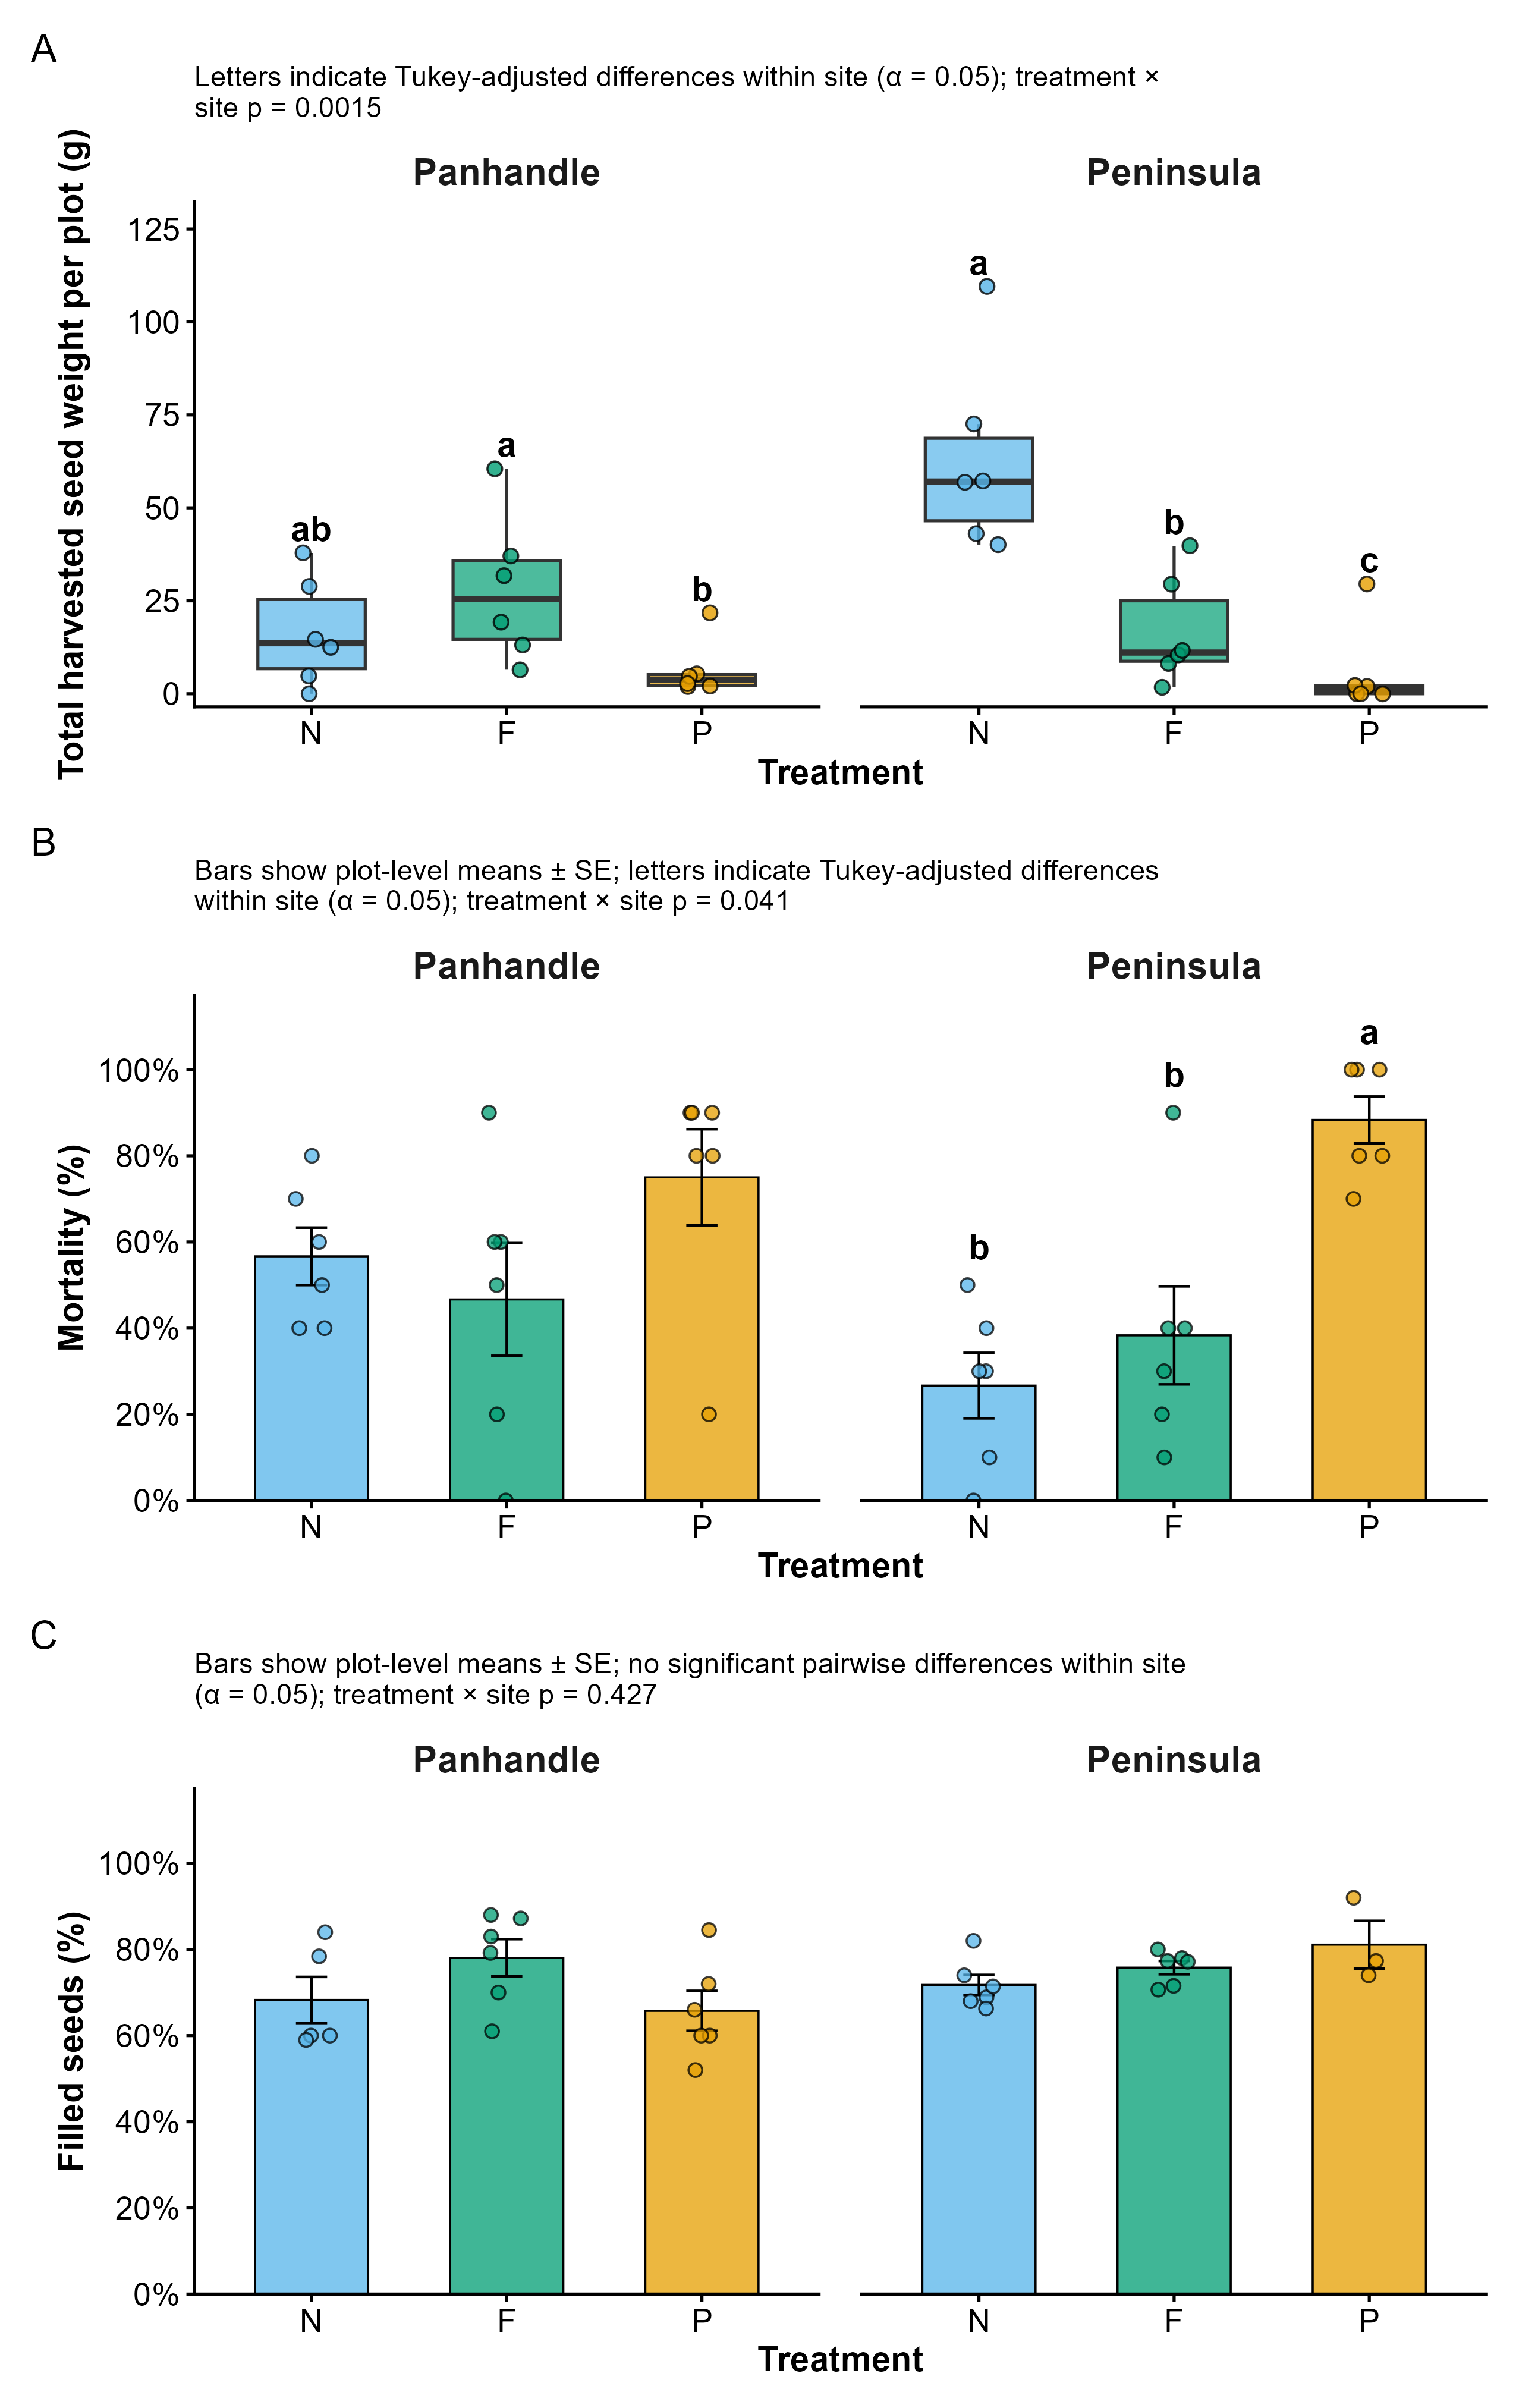 A
Letters indicate Tukey-adjusted differences within site (α = 0.05); treatment ×
site p = 0.0015
Total harvested seed weight per plot (g)
Panhandle
Peninsula
125
100
75
50
25
0
ab
a
b
a
b
c
N
F
P
N
F
P
Treatment
B
Bars show plot-level means ± SE; letters indicate Tukey-adjusted differences
within site (α = 0.05); treatment × site p = 0.041
Mortality (%)
Panhandle
Peninsula
100%
80%
60%
40%
20%
0%
b
b
a
N
F
P
N
F
P
Treatment
C
Bars show plot-level means ± SE; no significant pairwise differences within site
(α = 0.05); treatment × site p = 0.427
Filled seeds (%)
Panhandle
Peninsula
100%
80%
60%
40%
20%
0%
N
F
P
N
F
P
Treatment